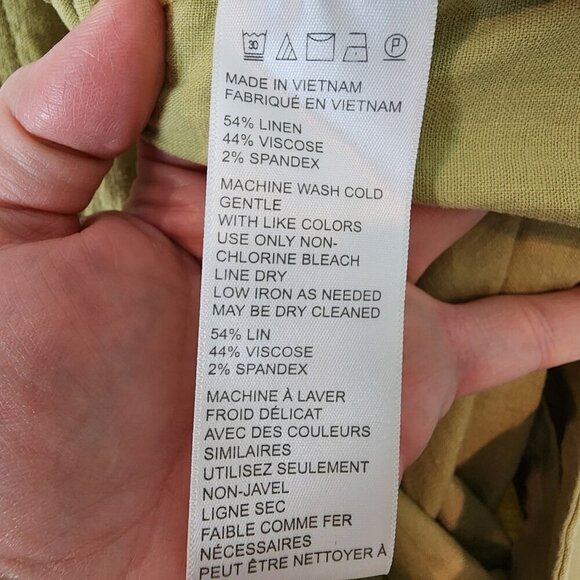 30
P
MADE IN VIETNAM
FABRIQUÉ EN VIETNAM
54% LINEN
44% VISCOSE
2% SPANDEX
MACHINE WASH COLD
GENTLE
WITH LIKE COLORS
USE ONLY NON-
CHLORINE BLEACH
LINE DRY
LOW IRON AS NEEDED
MAY BE DRY CLEANED
54% LIN
44% VISCOSE
2% SPANDEX
MACHINE À LAVER
FROID DÉLICAT
AVEC DES COULEURS
SIMILAIRES
UTILISEZ SEULEMENT
NON-JAVEL
LIGNE SEC
FAIBLE COMME FER
NÉCESSAIRES
PEUT ÊTRE NETTOYER À